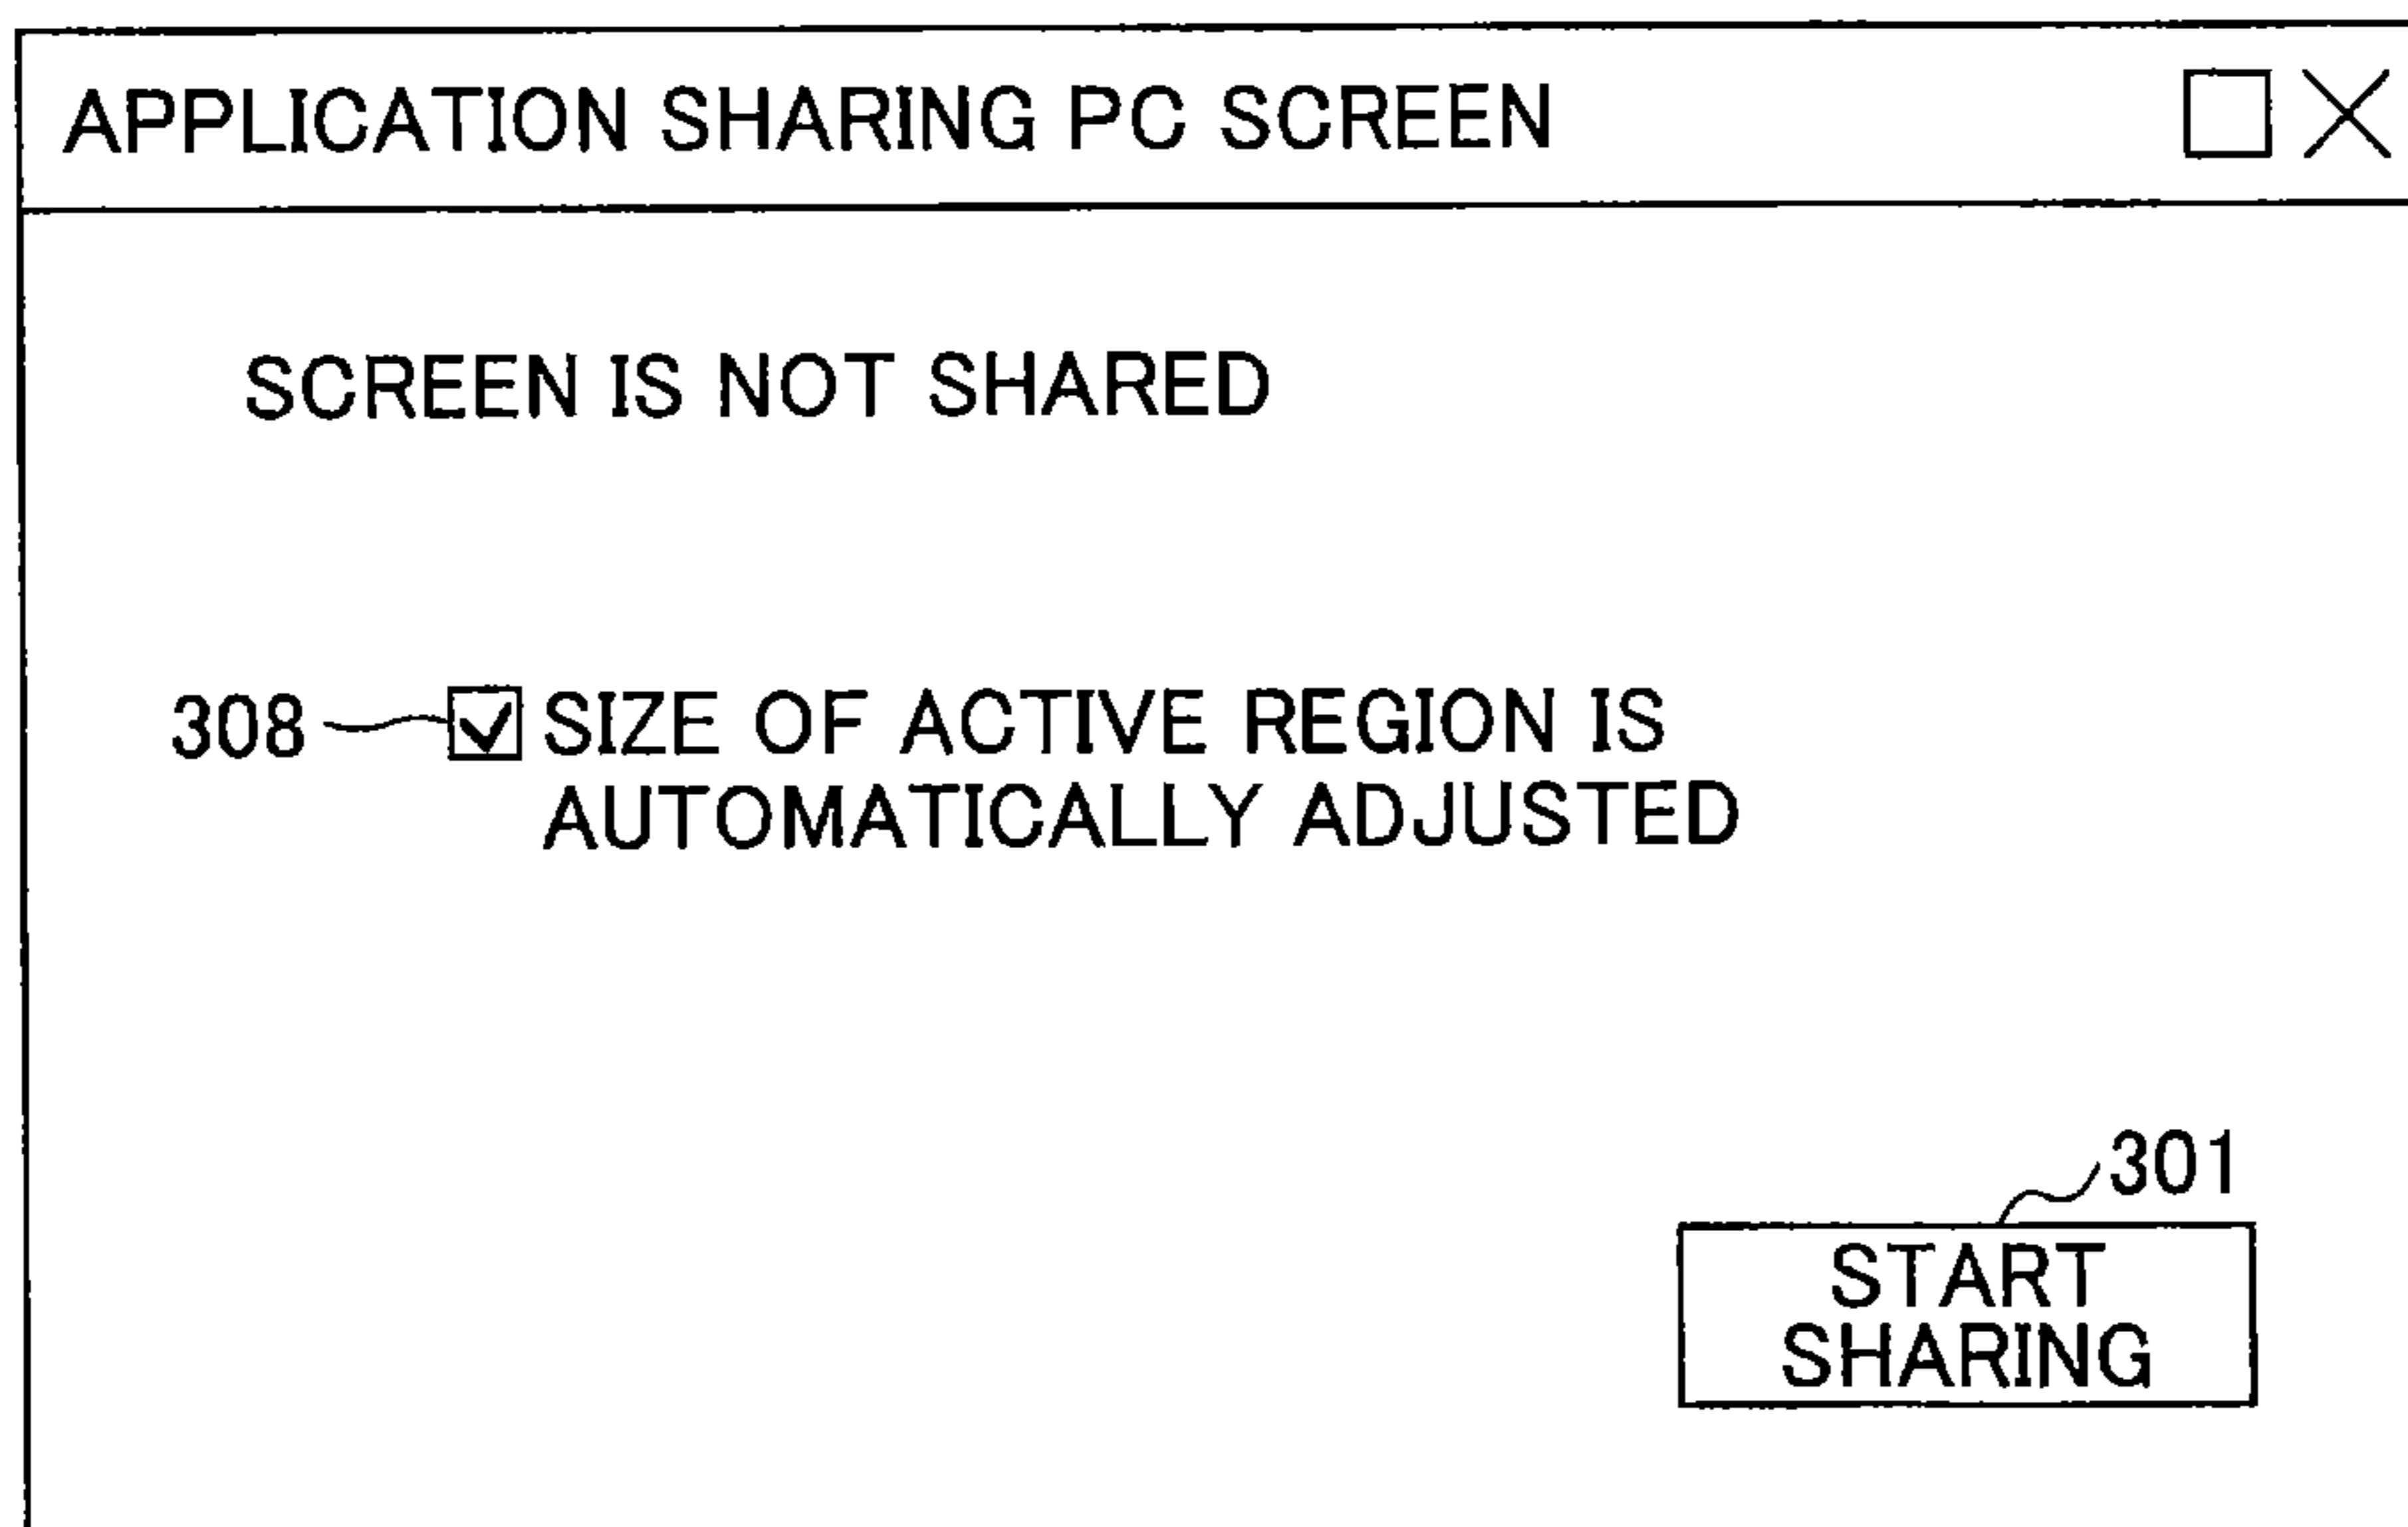 APPLICATION SHARING PC SCREEN
SCREEN IS NOT SHARED
308
SIZE OF ACTIVE REGION IS
AUTOMATICALLY ADJUSTED
301
START
SHARING